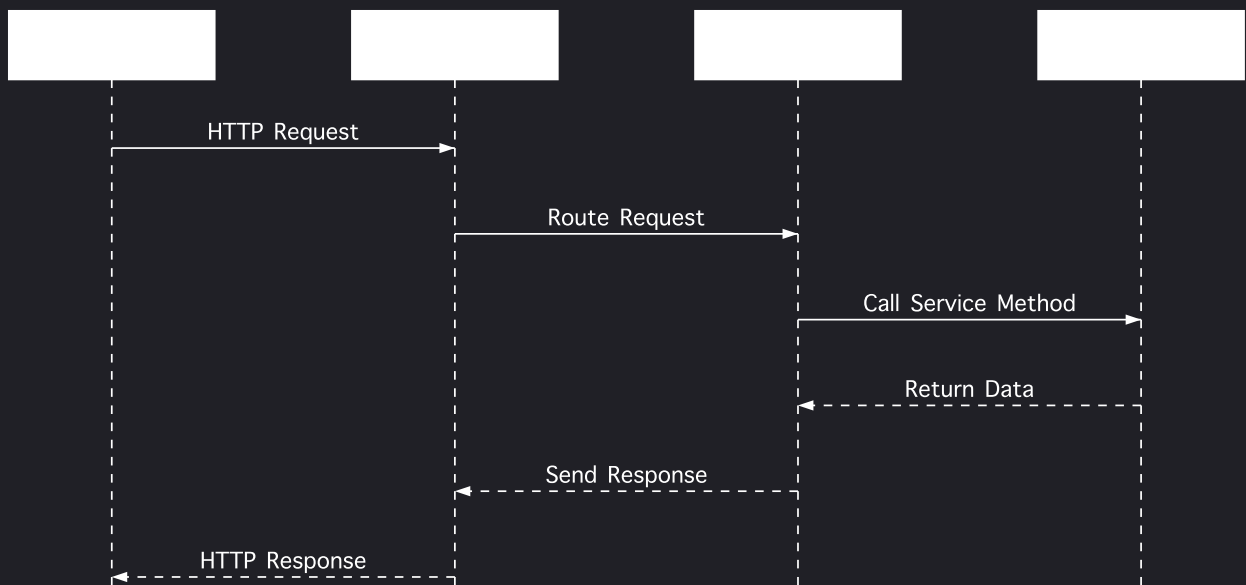 HTTP Request
Route Request
Call Service Method
Return Data
Send Response
HTTP Response